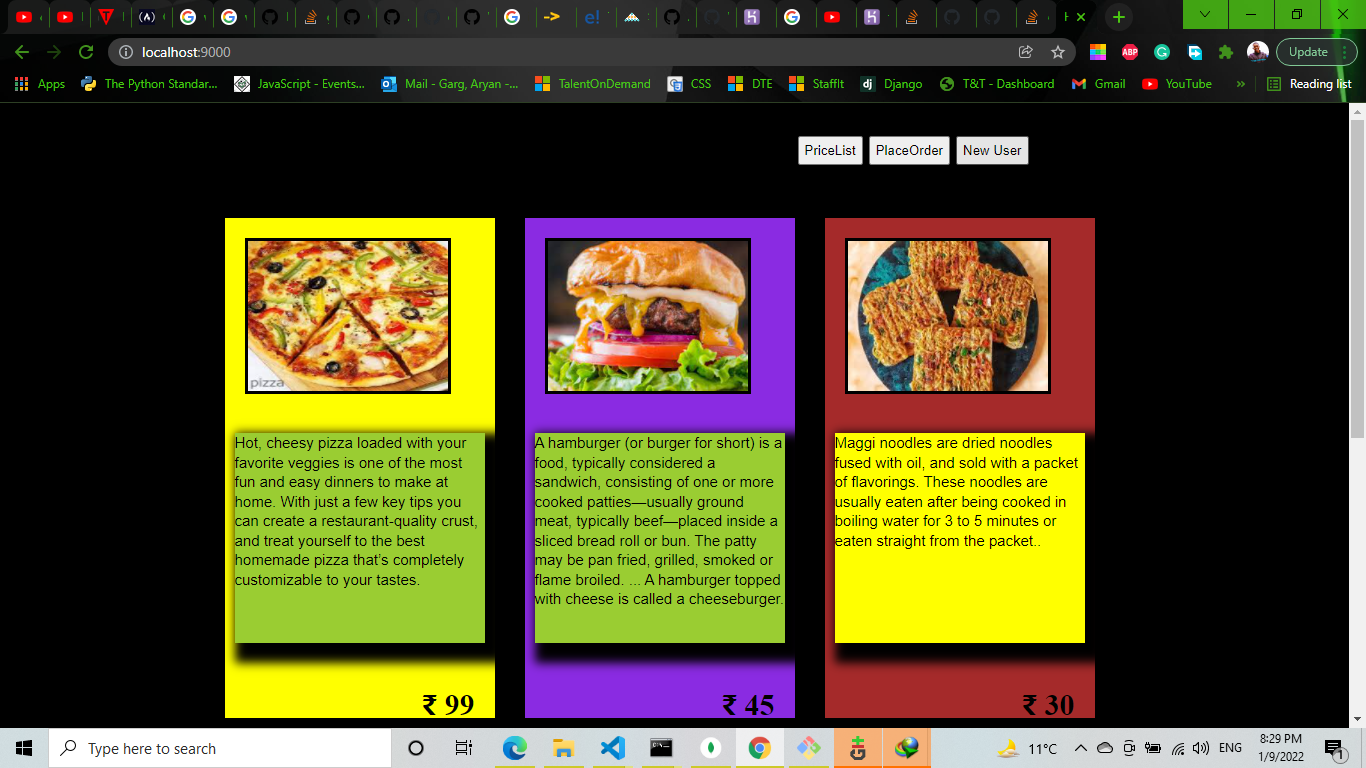 localhost:9000
Update
Apps
The Python Standar...
JavaScript - Events...
Mail - Garg, Aryan -...
TalentOnDemand
CSS
DTE
StaffIt
Django
T&T - Dashboard
Gmail
YouTube
»
Reading list
PriceList
PlaceOrder
New User
pizza
Hot, cheesy pizza loaded with your
favorite veggies is one of the most
fun and easy dinners to make at
home. With just a few key tips you
can create a restaurant-quality crust,
and treat yourself to the best
homemade pizza that's completely
customizable to your tastes.
₹ 99
A hamburger (or burger for short) is a
food, typically considered a
sandwich, consisting of one or more
cooked patties—usually ground
meat, typically beef—placed inside a
sliced bread roll or bun. The patty
may be pan fried, grilled, smoked or
flame broiled. ... A hamburger topped
with cheese is called a cheeseburger.
₹ 45
Maggi noodles are dried noodles
fused with oil, and sold with a packet
of flavorings. These noodles are
usually eaten after being cooked in
boiling water for 3 to 5 minutes or
eaten straight from the packet..
₹ 30
Type here to search
11°C
ENG
8:29 PM
1/9/2022
1